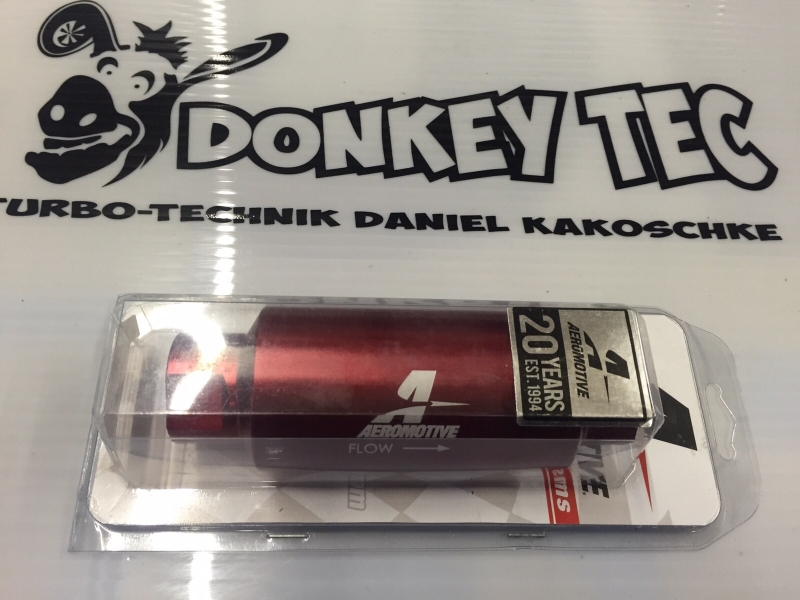 DONKEY TEC
TURBO-TECHNIK DANIEL KAKOSCHKE
20 YEARS
EST. 1994
AEROMOTIVE
AEROMOTIVE
FLOW